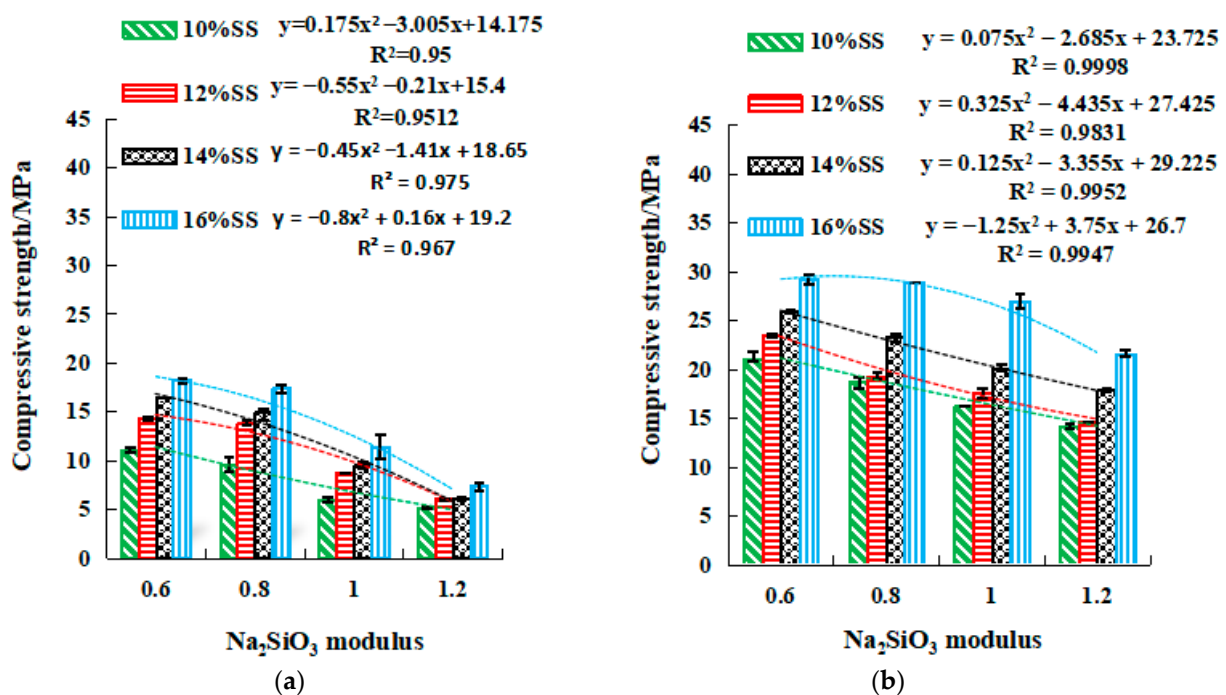 10%SS y=0.175x² −3.005x+14.175
R²=0.95
12%SS y= −0.55x² −0.21x+15.4
R²=0.9512
14%SS y = −0.45x² −1.41x + 18.65
R² = 0.975
16%SS y = −0.8x² + 0.16x + 19.2
R² = 0.967
Compressive strength/MPa
45
40
35
30
25
20
15
10
5
0
0.6 0.8 1 1.2
Na₂SiO₃ modulus
(a)
10%SS y = 0.075x² − 2.685x + 23.725
R² = 0.9998
12%SS y = 0.325x² − 4.435x + 27.425
R² = 0.9831
14%SS y = 0.125x² − 3.355x + 29.225
R² = 0.9952
16%SS y = −1.25x² + 3.75x + 26.7
R² = 0.9947
Compressive strength/MPa
45
40
35
30
25
20
15
10
5
0
0.6 0.8 1 1.2
Na₂SiO₃ modulus
(b)